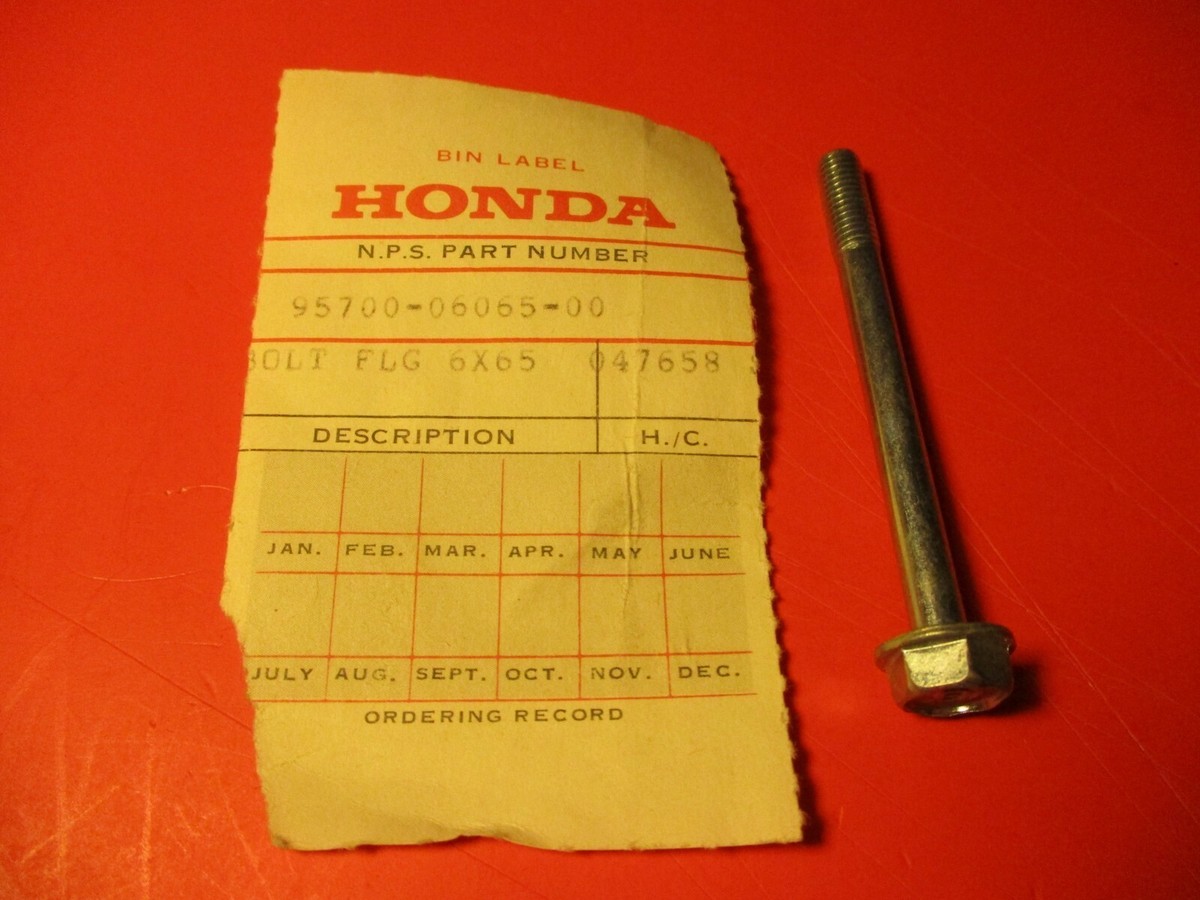 BIN LABEL
HONDA
N.P.S. PART NUMBER
95700-06065-00
BOLT FLG 6X65 047658
DESCRIPTION H./C.
JAN. FEB. MAR. APR. MAY JUNE
JULY AUG. SEPT. OCT. NOV. DEC.
ORDERING RECORD